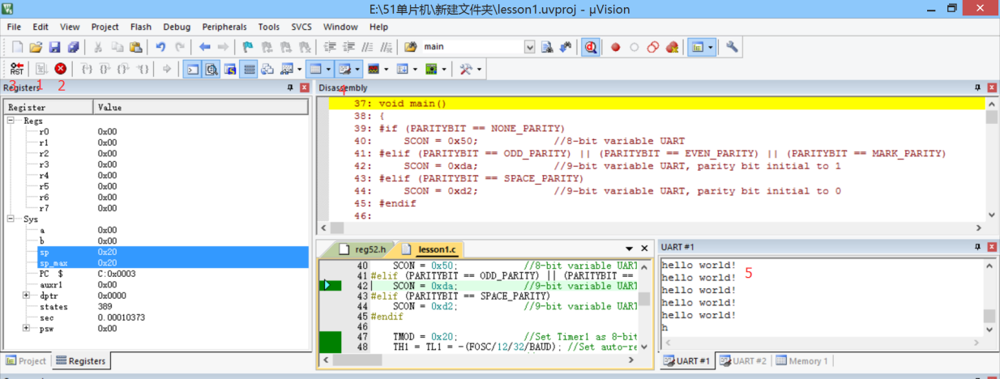 E:\51单片机\新建文件夹\lesson1.uvproj - µVision
File Edit View Project Flash Debug Peripherals Tools SVCS Window Help
main
RST
3 1 2 4
Registers
Register Value
Regs
r0 0x00
r1 0x00
r2 0x00
r3 0x00
r4 0x00
r5 0x00
r6 0x00
r7 0x00
Sys
a 0x00
b 0x00
sp 0x20
sp_max 0x20
PC $ C:0x0003
auxr1 0x00
dptr 0x0000
states 389
sec 0.00010373
psw 0x00
Project Registers
Disassembly
37: void main()
38: {
39: #if (PARITYBIT == NONE_PARITY)
40: SCON = 0x50; //8-bit variable UART
41: #elif (PARITYBIT == ODD_PARITY) || (PARITYBIT == EVEN_PARITY) || (PARITYBIT == MARK_PARITY)
42: SCON = 0xda; //9-bit variable UART, parity bit initial to 1
43: #elif (PARITYBIT == SPACE_PARITY)
44: SCON = 0xd2; //9-bit variable UART, parity bit initial to 0
45: #endif
46:
reg52.h lesson1.c
40 SCON = 0x50; //8-bit variable UART
41 #elif (PARITYBIT == ODD_PARITY) || (PARITYBIT ==
42 SCON = 0xda; //9-bit variable UART
43 #elif (PARITYBIT == SPACE_PARITY)
44 SCON = 0xd2; //9-bit variable UART
45 #endif
46
47 TMOD = 0x20; //Set Timer1 as 8-bit
48 TH1 = TL1 = -(FOSC/12/32/BAUD); //Set auto-re
UART #1
hello world!
hello world!
hello world!
hello world!
hello world!
h
5
UART #1 UART #2 Memory 1